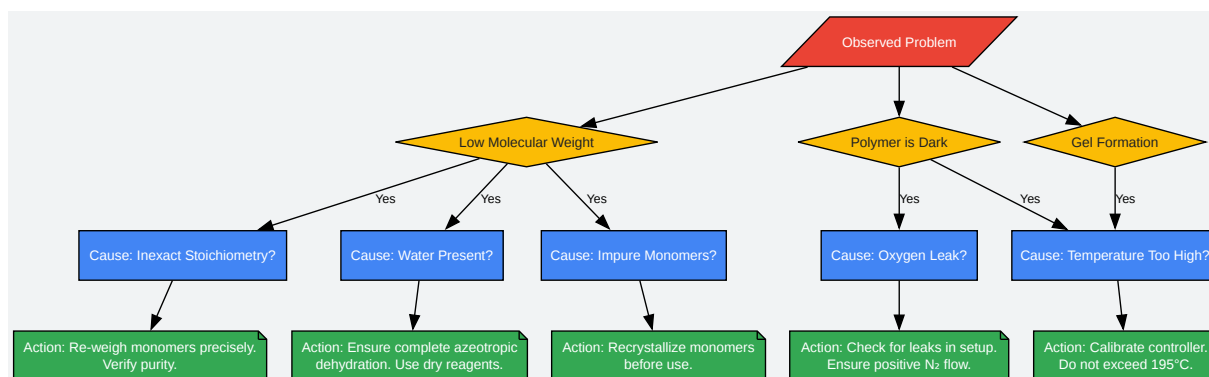 Observed Problem
Low Molecular Weight
Polymer is Dark
Gel Formation
Yes
Yes
Yes
Yes
Yes
Yes
Cause: Inexact Stoichiometry?
Cause: Water Present?
Cause: Impure Monomers?
Cause: Oxygen Leak?
Cause: Temperature Too High?
Action: Re-weigh monomers precisely.
Verify purity.
Action: Ensure complete azeotropic
dehydration. Use dry reagents.
Action: Recrystallize monomers
before use.
Action: Check for leaks in setup.
Ensure positive N₂ flow.
Action: Calibrate controller.
Do not exceed 195°C.